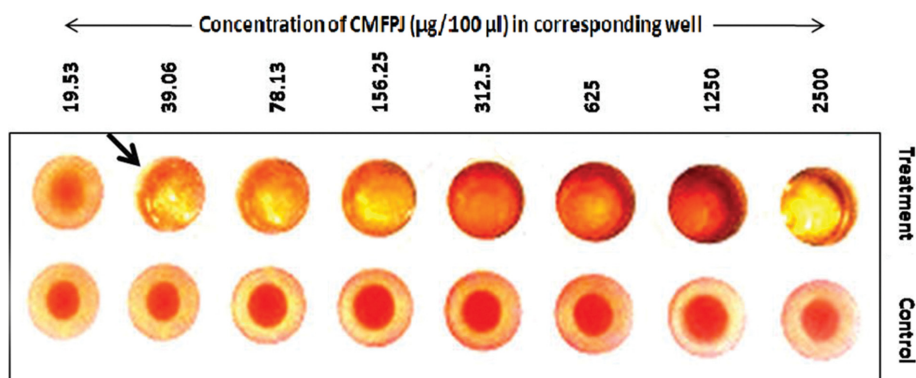 Concentration of CMFPJ (µg/100 µl) in corresponding well
19.53
39.06
78.13
156.25
312.5
625
1250
2500
Treatment
Control